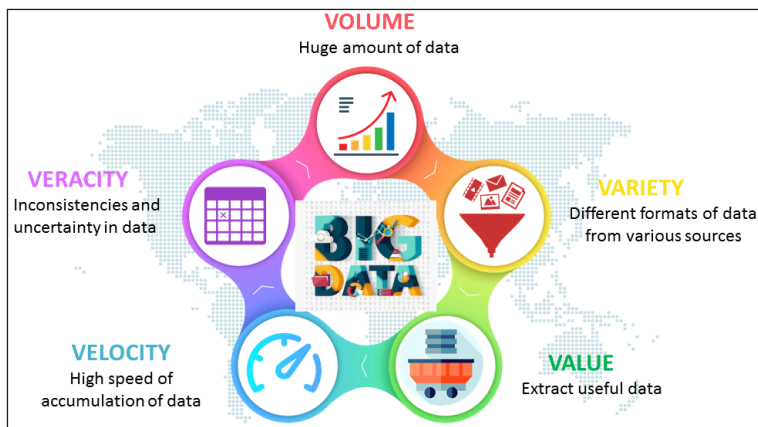 VOLUME
Huge amount of data
VERACITY
Inconsistencies and
uncertainty in data
VARIETY
Different formats of data
from various sources
BIG
DATA
VELOCITY
High speed of
accumulation of data
VALUE
Extract useful data